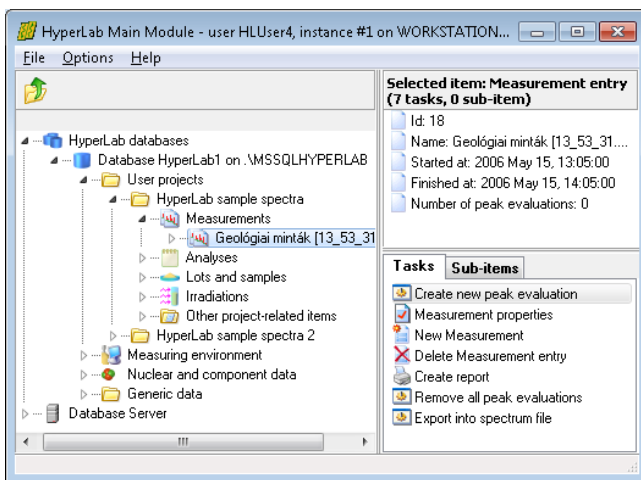 HyperLab Main Module - user HLUser4, instance #1 on WORKSTATION...
File Options Help
HyperLab databases
Database HyperLab1 on .\MSSQLHYPERLAB
User projects
HyperLab sample spectra
Measurements
Geológiai minták [13_53_31
Analyses
Lots and samples
Irradiations
Other project-related items
HyperLab sample spectra 2
Measuring environment
Nuclear and component data
Generic data
Database Server
Selected item: Measurement entry
(7 tasks, 0 sub-item)
Id: 18
Name: Geológiai minták [13_53_31....
Started at: 2006 May 15, 13:05:00
Finished at: 2006 May 15, 14:05:00
Number of peak evaluations: 0
Tasks Sub-items
Create new peak evaluation
Measurement properties
New Measurement
Delete Measurement entry
Create report
Remove all peak evaluations
Export into spectrum file